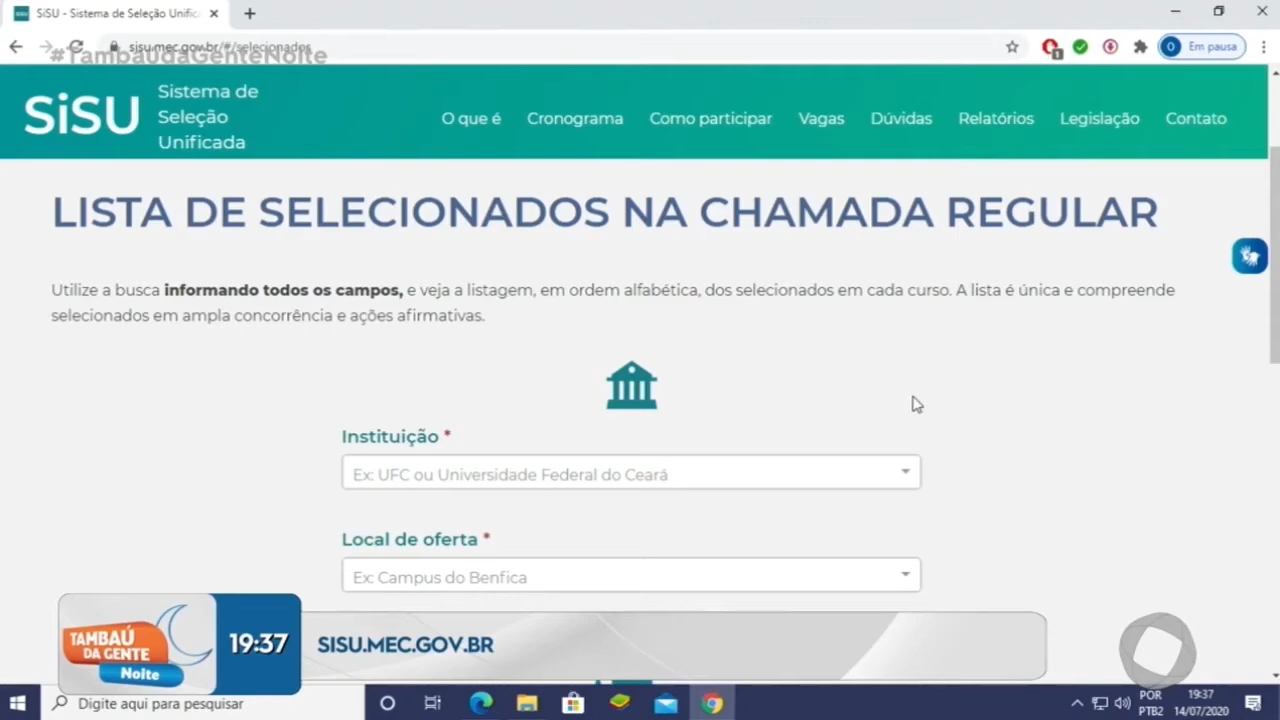 SiSU - Sistema de Seleção Unific
sisu.mec.gov.br/#/selecionados
Em pausa
#TambaúdaGenteNoite
SiSU
Sistema de
Seleção
Unificada
O que é
Cronograma
Como participar
Vagas
Dúvidas
Relatórios
Legislação
Contato
LISTA DE SELECIONADOS NA CHAMADA REGULAR
Utilize a busca informando todos os campos, e veja a listagem, em ordem alfabética, dos selecionados em cada curso. A lista é única e compreende
selecionados em ampla concorrência e ações afirmativas.
Instituição *
Ex: UFC ou Universidade Federal do Ceará
Local de oferta *
Ex: Campus do Benfica
TAMBAÚ
DA GENTE
Noite
19:37
SISU.MEC.GOV.BR
Digite aqui para pesquisar
POR
PTB2
19:37
14/07/2020